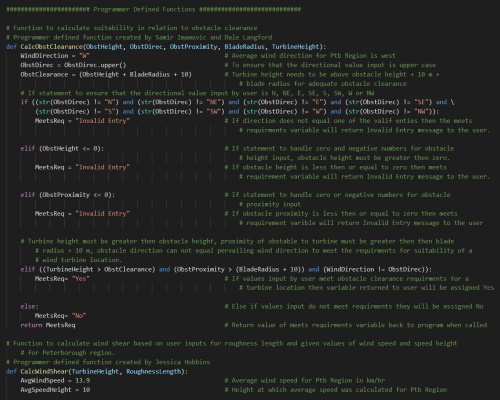 ######################## Programmer Defined Functions ############################
# Function to calculate suitability in relation to obstacle clearance
# Programmer defined function created by Samir Imamovic and Dale Langford
def CalcObstClearance(ObstHeight, ObstDirec, ObstProximity, BladeRadius, TurbineHeight):
WindDirection = "W" # Average wind direction for Ptb Region is west
ObstDirec = ObstDirec.upper() # To ensure that the directional value input is upper case
ObstClearance = (ObstHeight + BladeRadius + 10) # Turbine height needs to be above obstacle height + 10 m +
# blade radius for adequate obstacle clearance
# If statement to ensure that the directional value input by user is N, NE, E, SE, S, SW, W or NW
if ((str(ObstDirec) != "N") and (str(ObstDirec) != "NE") and (str(ObstDirec) != "E") and (str(ObstDirec) != "SE") and \
(str(ObstDirec) != "S") and (str(ObstDirec) != "SW") and (str(ObstDirec) != "W") and (str(ObstDirec) != "NW")):
MeetsReq = "Invalid Entry" # If direction does not equal one of the valif enties then the meets
# requirments variable will return Invalid Entry message to the user.
elif (ObstHeight <= 0): # If statement to handle zero and negative numbers for obstacle
# height input, obstacle height must be greater then zero.
MeetsReq = "Invalid Entry" # If obstacle height is less then or equal to zero then meets
# requirement variable will return Invalid Entry message to the user.
elif (ObstProximity <= 0): # If statement to handle zero or negative numbers for obstacle
# proximity input
MeetsReq = "Invalid Entry" # If obstacle proximity is less then or equal to zero then meets
# requirement varible will return Invalid Entry message to the user
# Turbine height must be greater then obstacle height, proximity of obstable to turbine must be greater then then blade
# radius + 10 m, obstacle direction can not equal pervailing wind direction to meet the requirments for suitability of a
# wind turbine location.
elif ((TurbineHeight > ObstClearance) and (ObstProximity > (BladeRadius + 10)) and (WindDirection != ObstDirec)):
MeetsReq= "Yes" # If values input by user meet obstacle clearance requirments for a
# turbine location then variable returned to user will be assigned Yes
else: # Else if values input do not meet requirments they will be assigned No
MeetsReq= "No"
return MeetsReq # Return value of meets requirments variable back to program when called
# Function to calculate wind shear based on user inputs for roughness length and given values of wind speed and speed height
# for Peterborough region.
# Programmer defined function created by Jessica Hobbins
def CalcWindShear(TurbineHeight, RoughnessLength):
AvgWindSpeed = 13.9 # Average wind speed for Ptb Region in km/hr
AvgSpeedHeight = 10 # Height at which average speed was calculated for Ptb Region